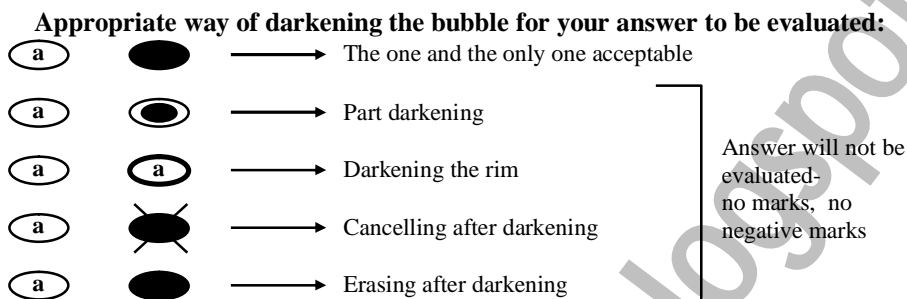 Appropriate way of darkening the bubble for your answer to be evaluated:
a The one and the only one acceptable
a Part darkening
a a Darkening the rim
a Cancelling after darkening
a Erasing after darkening
Answer will not be
evaluated-
no marks, no
negative marks
logspot